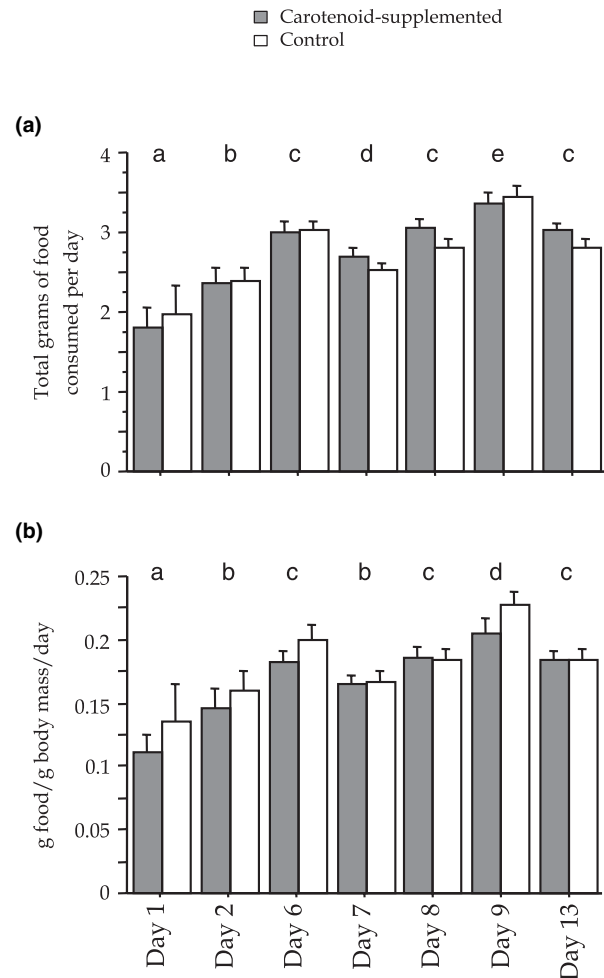 Carotenoid-supplemented
Control
(a)
Total grams of food
consumed per day
4
3
2
1
0
a b c d c e c
(b)
g food/g body mass/day
0.25
0.2
0.15
0.1
0.05
0
a b c b c d c
Day 1
Day 2
Day 6
Day 7
Day 8
Day 9
Day 13